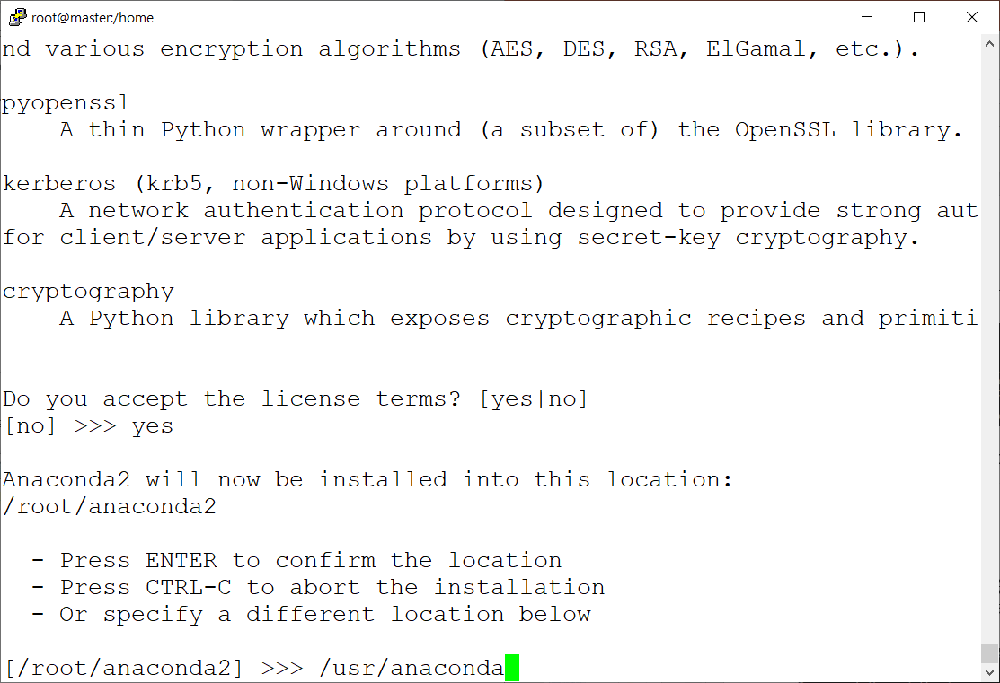 root@master:/home
nd various encryption algorithms (AES, DES, RSA, ElGamal, etc.).
pyopenssl
A thin Python wrapper around (a subset of) the OpenSSL library.
kerberos (krb5, non-Windows platforms)
A network authentication protocol designed to provide strong aut
for client/server applications by using secret-key cryptography.
cryptography
A Python library which exposes cryptographic recipes and primiti
Do you accept the license terms? [yes|no]
[no] >>> yes
Anaconda2 will now be installed into this location:
/root/anaconda2
- Press ENTER to confirm the location
- Press CTRL-C to abort the installation
- Or specify a different location below
[/root/anaconda2] >>> /usr/anaconda